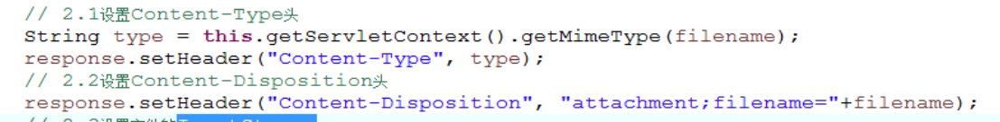 // 2.1设置Content-Type头
String type = this.getServletContext().getMimeType(filename);
response.setHeader("Content-Type", type);
// 2.2设置Content-Disposition头
response.setHeader("Content-Disposition", "attachment;filename="+filename);